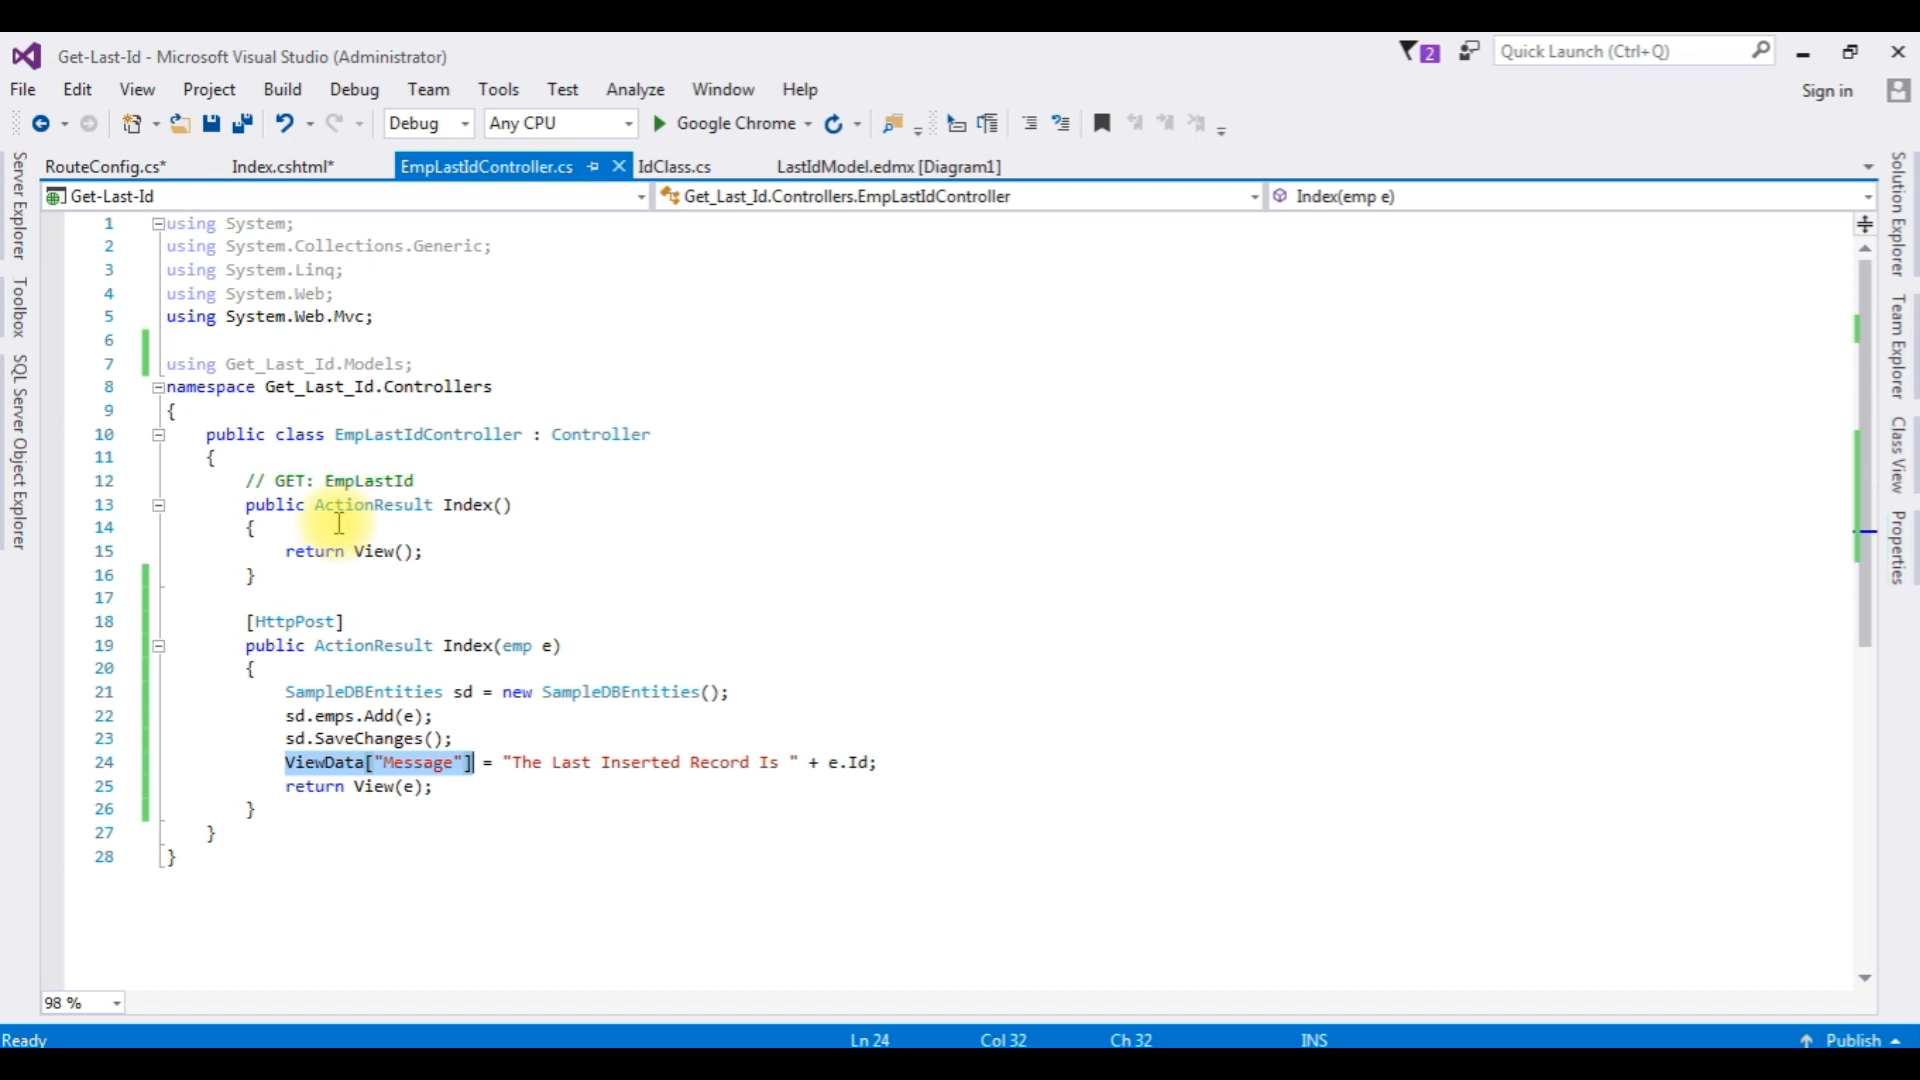 Get-Last-Id - Microsoft Visual Studio (Administrator)
2
Quick Launch (Ctrl+Q)
File Edit View Project Build Debug Team Tools Test Analyze Window Help
Sign in
Debug Any CPU Google Chrome
RouteConfig.cs* Index.cshtml* EmpLastIdController.cs IdClass.cs LastIdModel.edmx [Diagram1]
Get-Last-Id Get_Last_Id.Controllers.EmpLastIdController Index(emp e)
Server Explorer
Toolbox
SQL Server Object Explorer
1 using System;
2 using System.Collections.Generic;
3 using System.Linq;
4 using System.Web;
5 using System.Web.Mvc;
6
7 using Get_Last_Id.Models;
8 namespace Get_Last_Id.Controllers
9 {
10 public class EmpLastIdController : Controller
11 {
12 // GET: EmpLastId
13 public ActionResult Index()
14 {
15 return View();
16 }
17
18 [HttpPost]
19 public ActionResult Index(emp e)
20 {
21 SampleDBEntities sd = new SampleDBEntities();
22 sd.emps.Add(e);
23 sd.SaveChanges();
24 ViewData["Message"] = "The Last Inserted Record Is " + e.Id;
25 return View(e);
26 }
27 }
28 }
Solution Explorer
Team Explorer
Class View
Properties
98 %
Ready Ln 24 Col 32 Ch 32 INS Publish